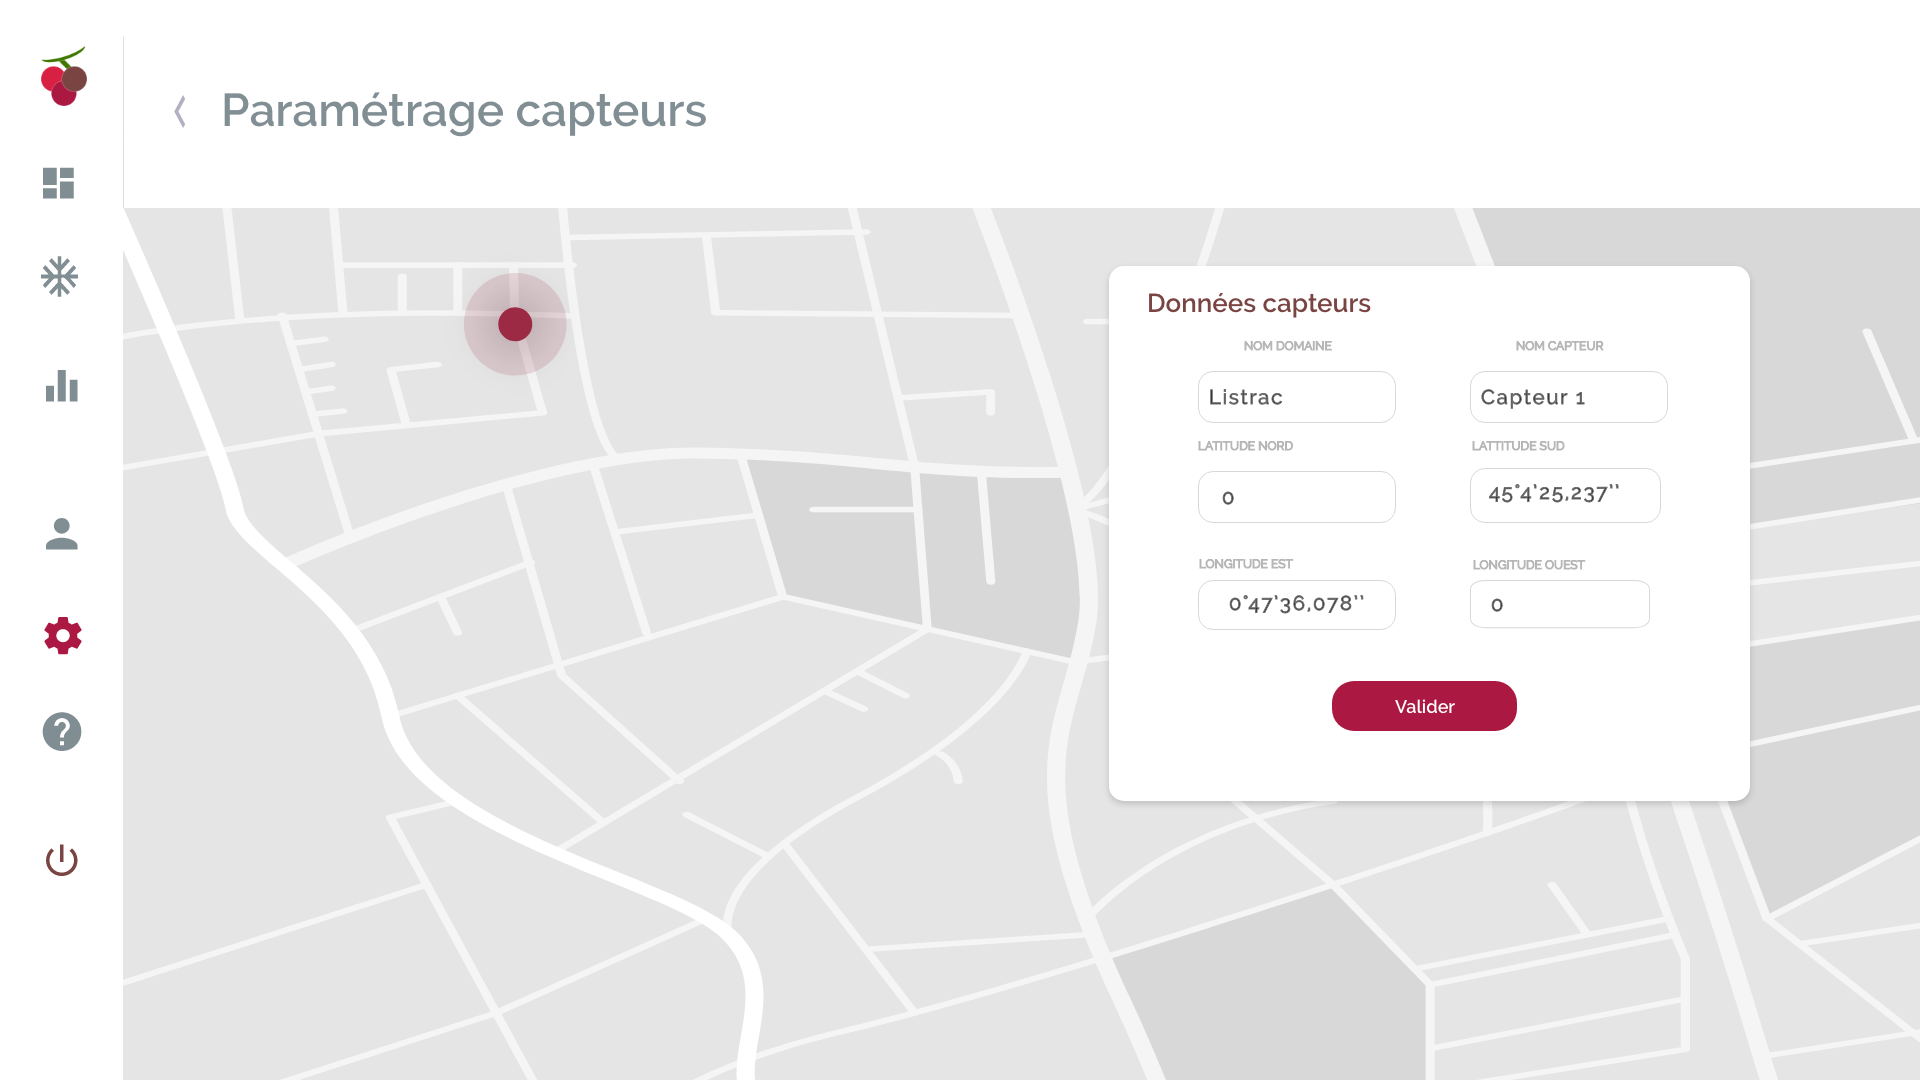 Paramétrage capteurs
Données capteurs
NOM DOMAINE
NOM CAPTEUR
Listrac
Capteur 1
LATITUDE NORD
LATTITUDE SUD
0
45°4'25,237''
LONGITUDE EST
LONGITUDE OUEST
0°47'36,078''
0
Valider